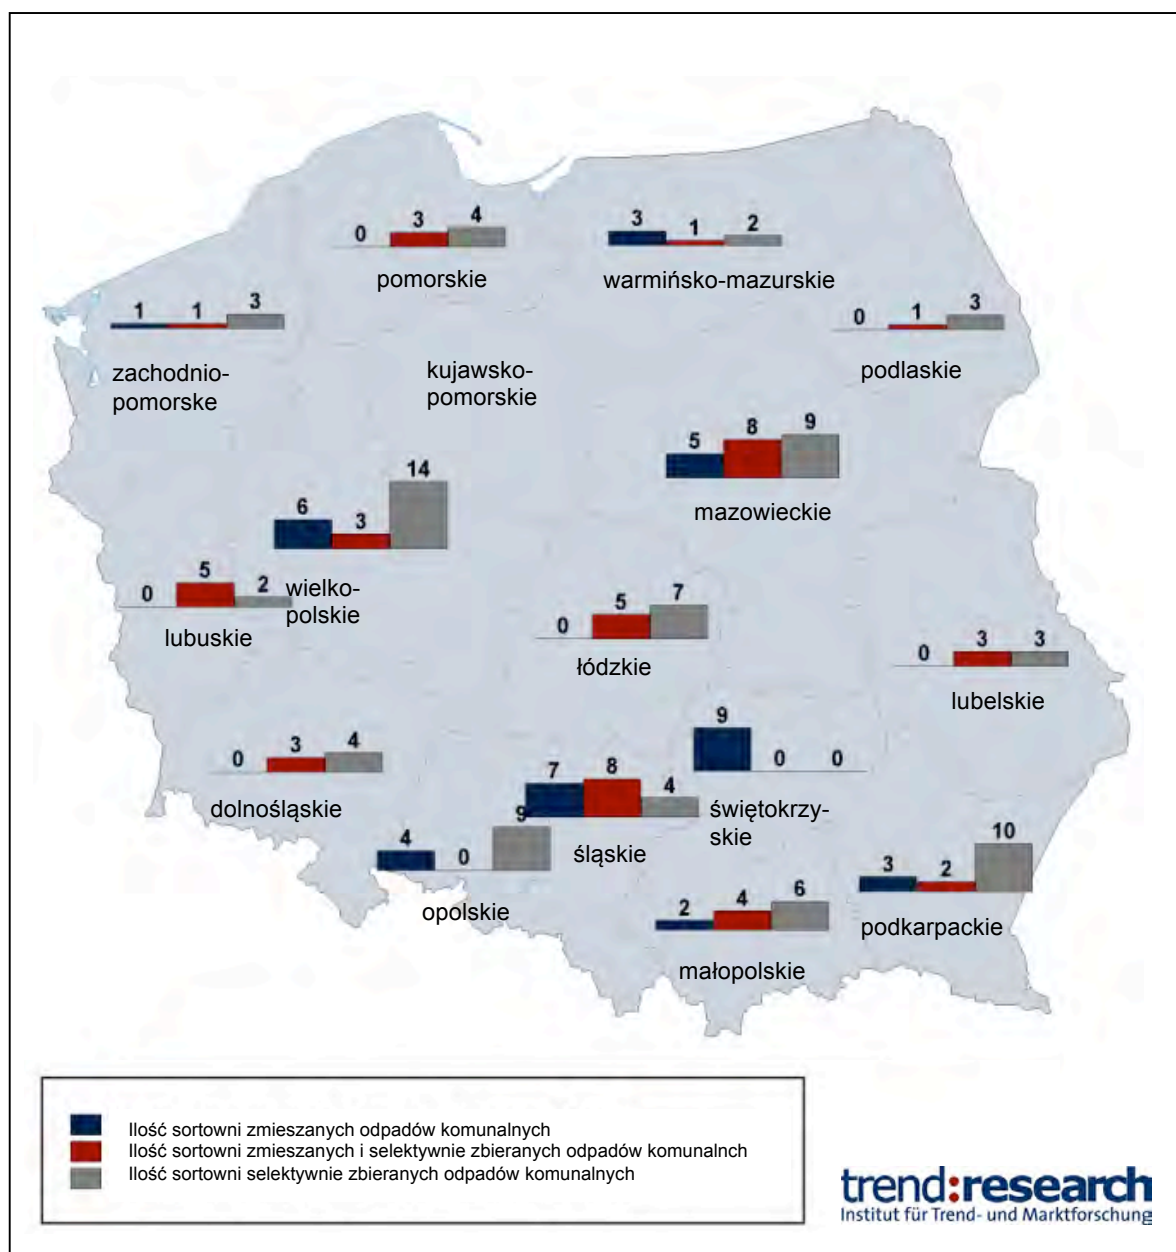 0 3 4
pomorskie
3 1 2
warmińsko-mazurskie
1 1 3
zachodnio-
pomorske
kujawsko-
pomorskie
0 1 3
podlaskie
5 8 9
mazowieckie
6 3 14
wielko-
polskie
0 5 2
lubuskie
0 5 7
łódzkie
0 3 3
lubelskie
0 3 4
dolnośląskie
9 0 0
świętokrzy-
skie
7 8 4
śląskie
4 0 9
opolskie
2 4 6
małopolskie
3 2 10
podkarpackie
Ilość sortowni zmieszanych odpadów komunalnych
Ilość sortowni zmieszanych i selektywnie zbieranych odpadów komunalnch
Ilość sortowni selektywnie zbieranych odpadów komunalnych
trend:research
Institut für Trend- und Marktforschung